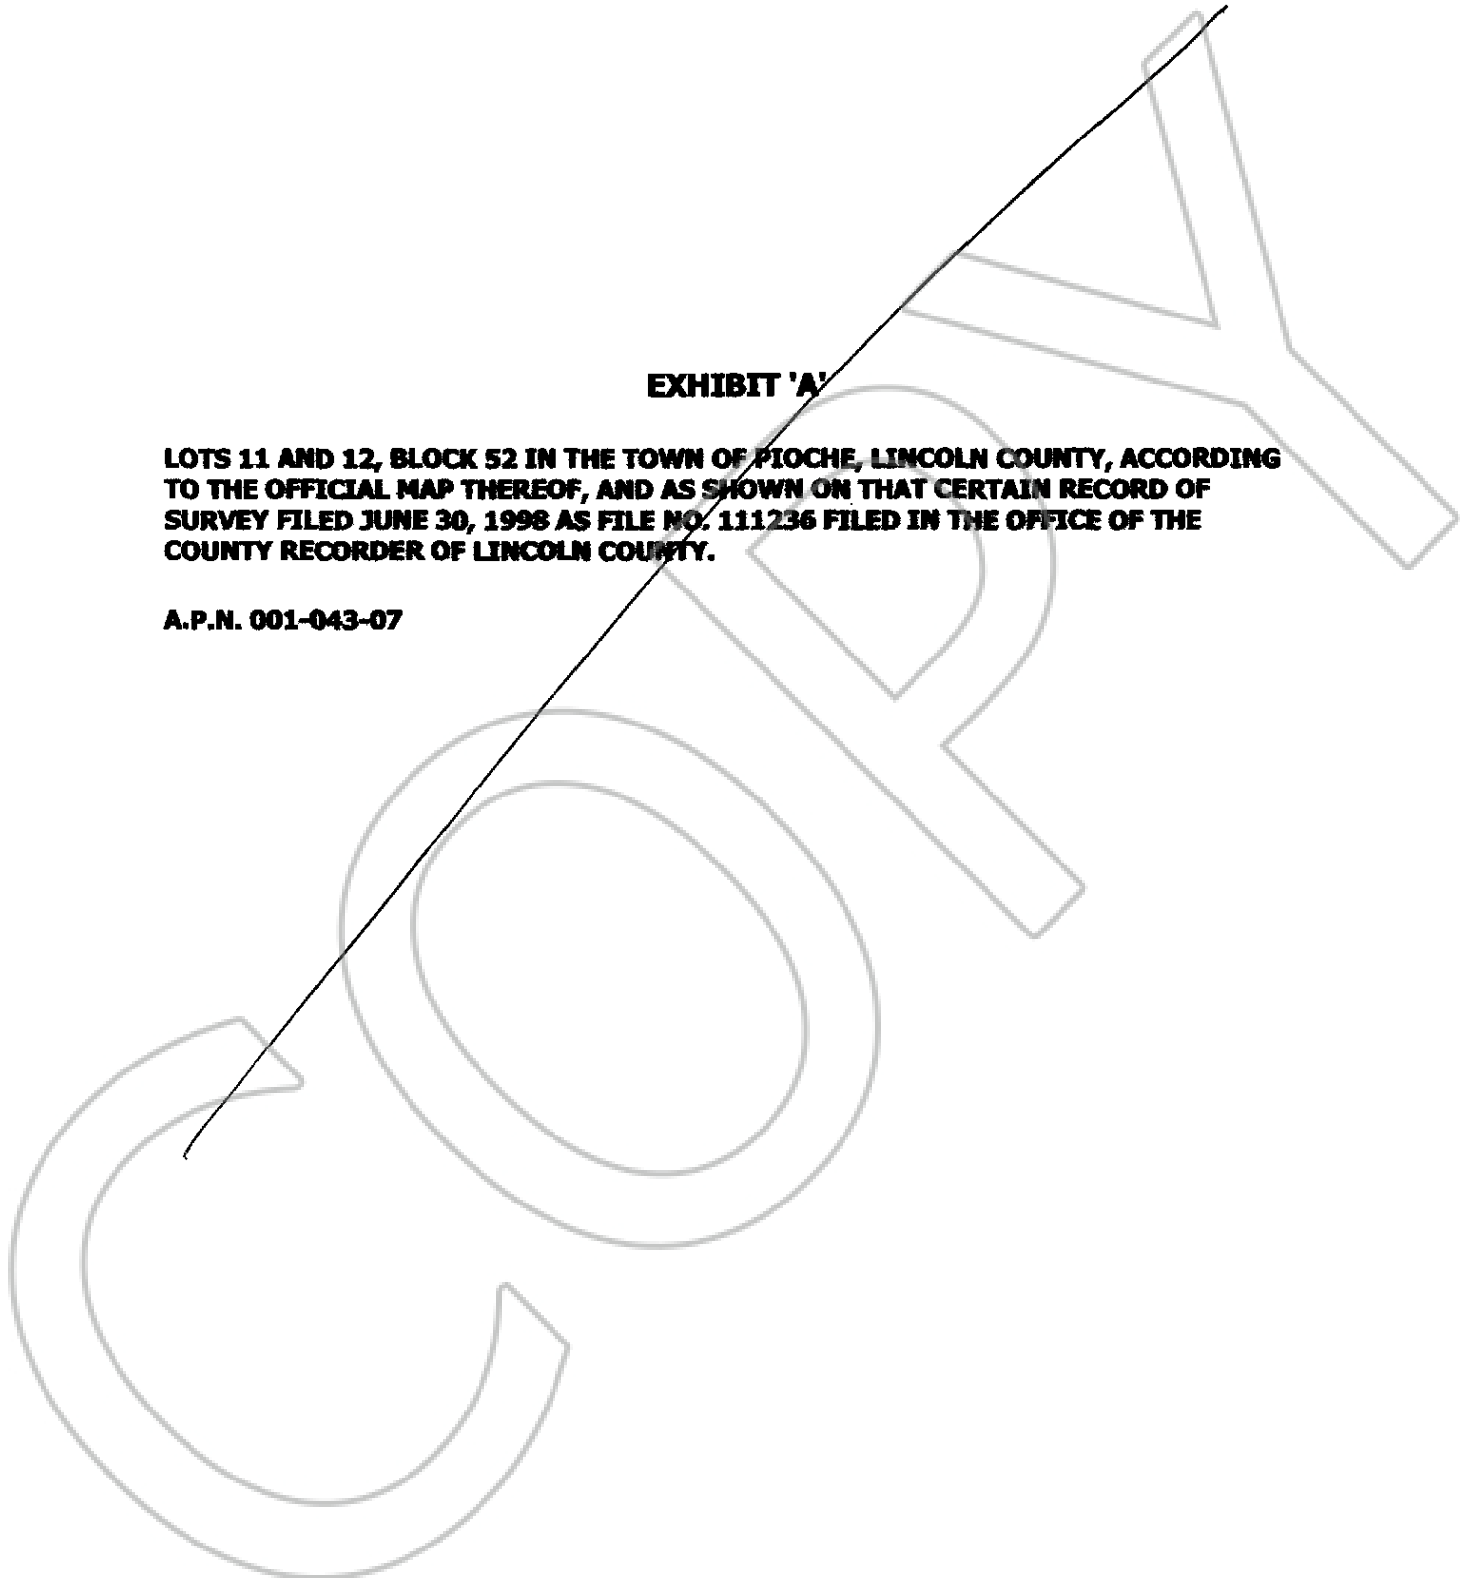 EXHIBIT 'A'
LOTS 11 AND 12, BLOCK 52 IN THE TOWN OF PIOCHE, LINCOLN COUNTY, ACCORDING
TO THE OFFICIAL MAP THEREOF, AND AS SHOWN ON THAT CERTAIN RECORD OF
SURVEY FILED JUNE 30, 1998 AS FILE NO. 111236 FILED IN THE OFFICE OF THE
COUNTY RECORDER OF LINCOLN COUNTY.
A.P.N. 001-043-07
COPY